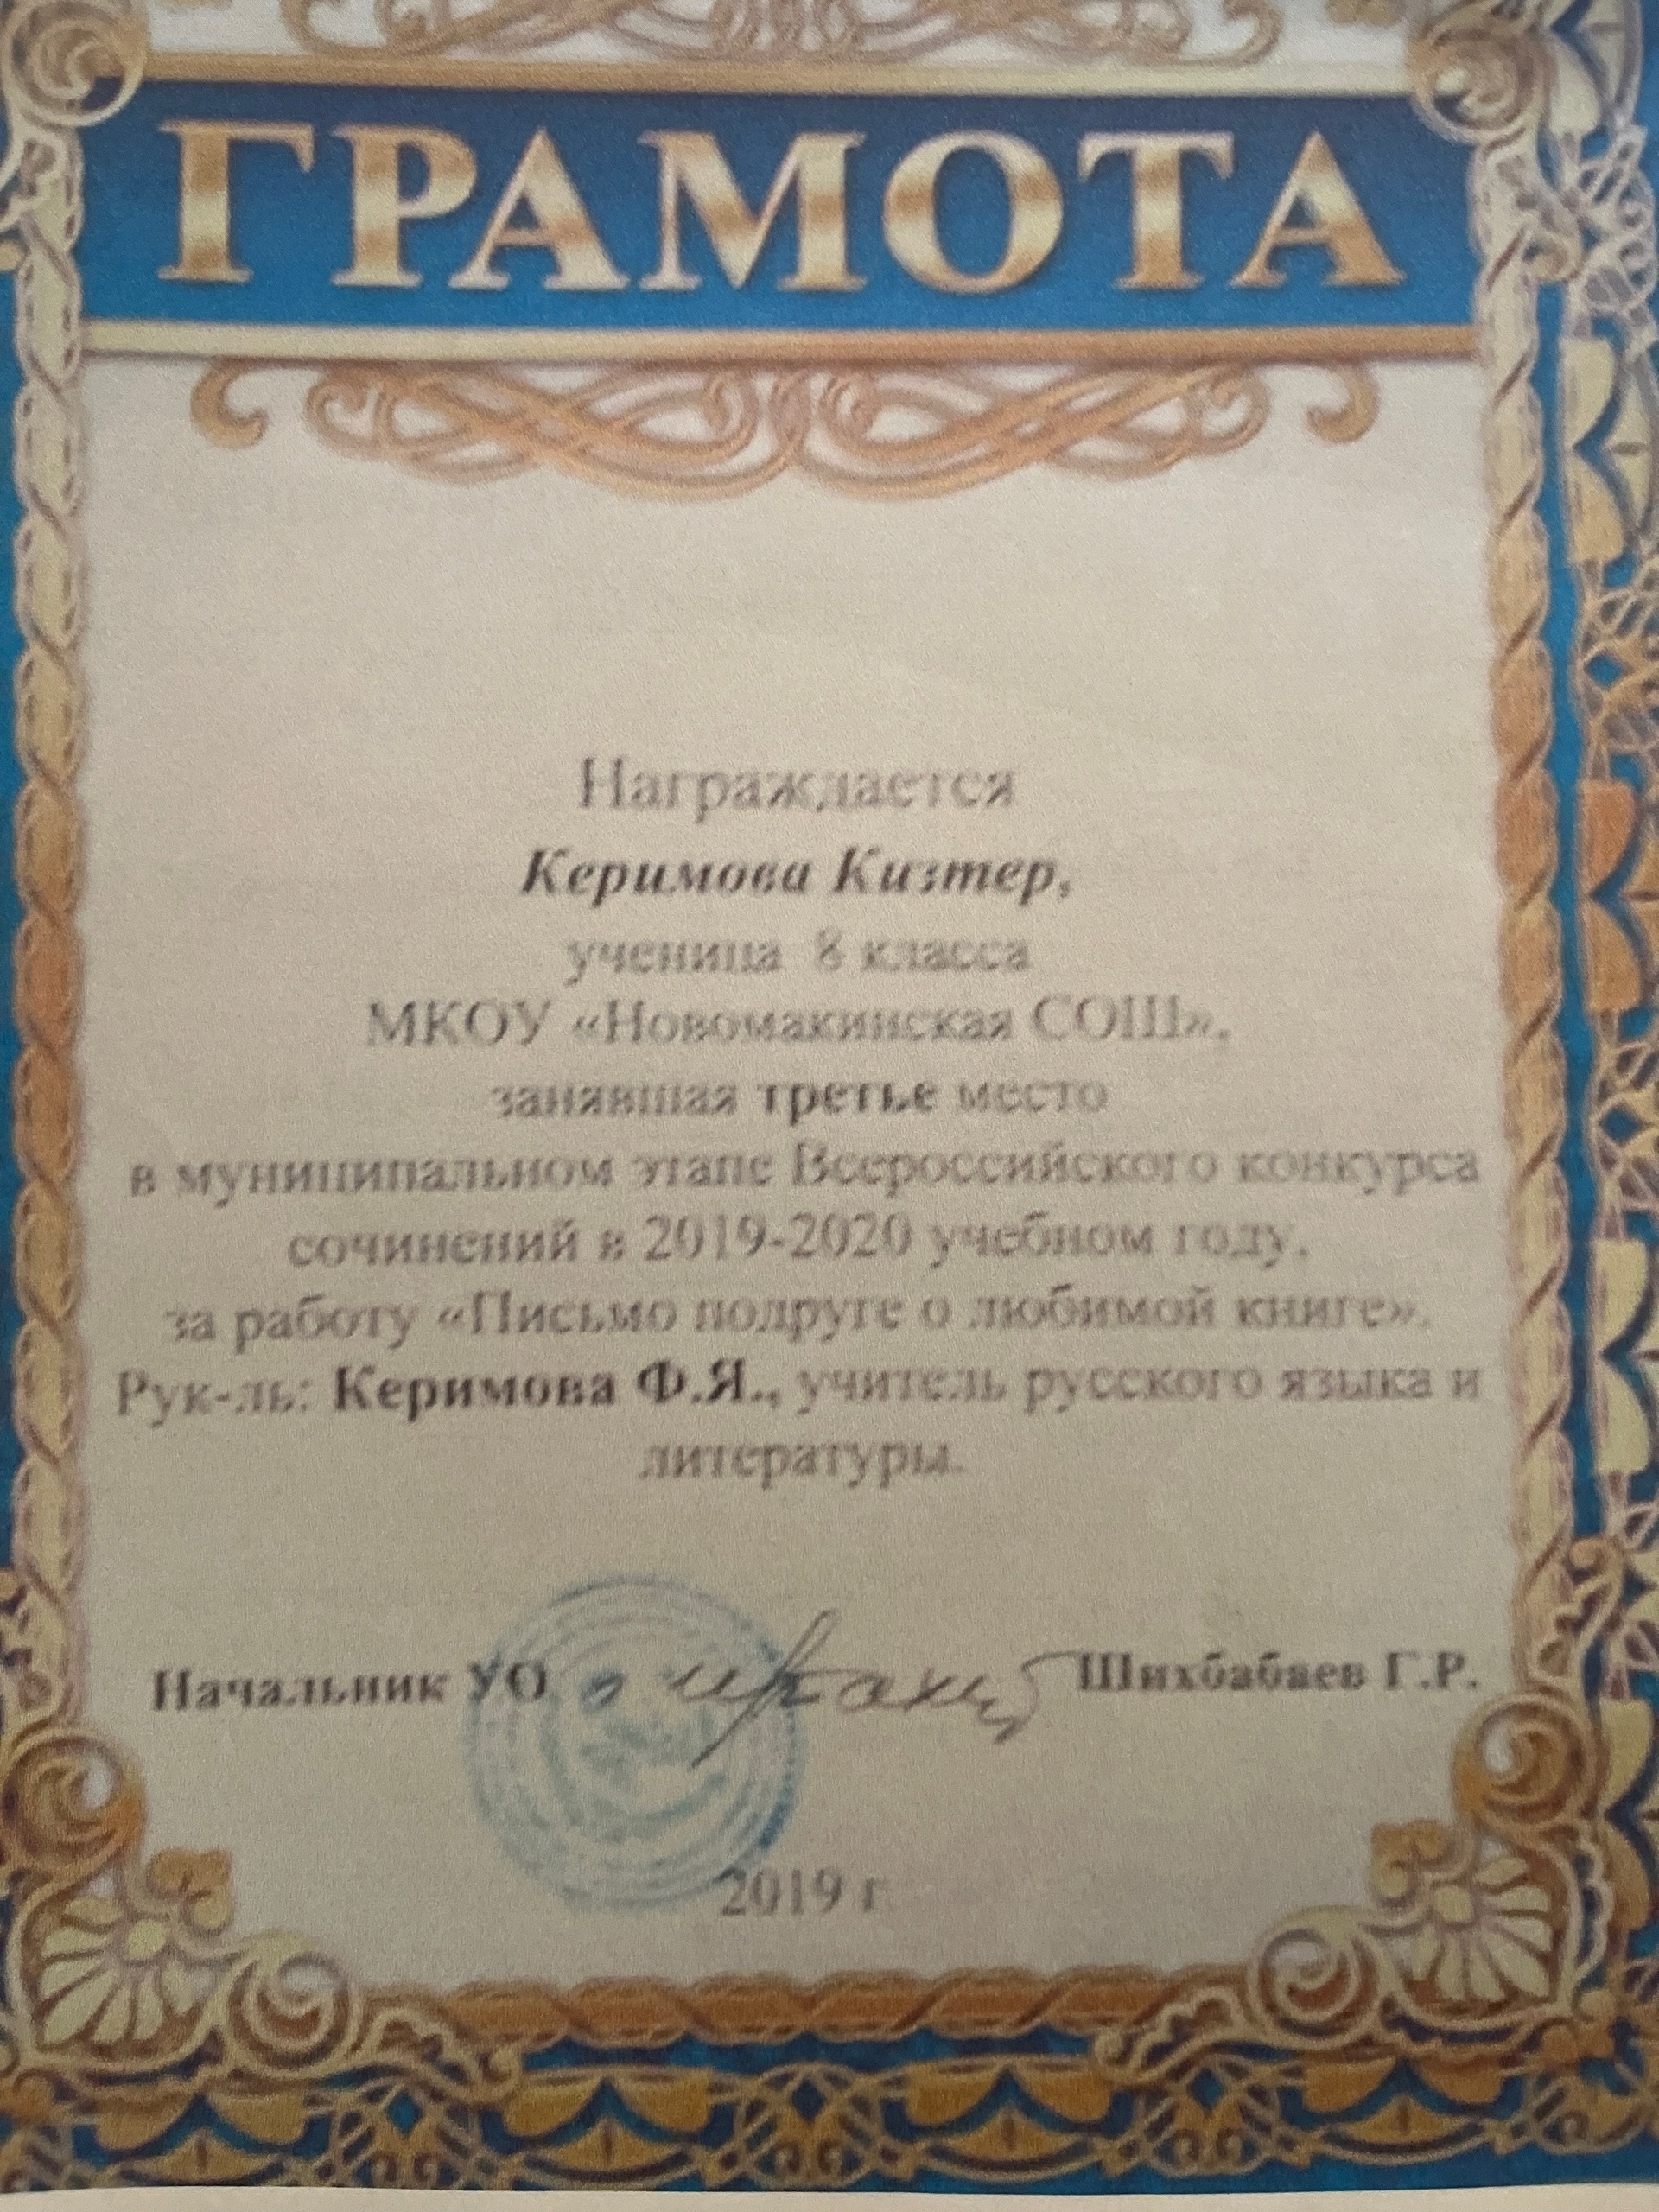 ГРАМОТА
Награждается
Керимова Кизтер,
ученица 8 класса
МКОУ «Новомакинская СОШ»,
занявшая третье место
в муниципальном этапе Всероссийского конкурса
сочинений в 2019-2020 учебном году,
за работу «Письмо подруге о любимой книге».
Рук-ль: Керимова Ф.Я., учитель русского языка и
литературы.
Начальник УО Шихбабаев Г.Р.
2019 г